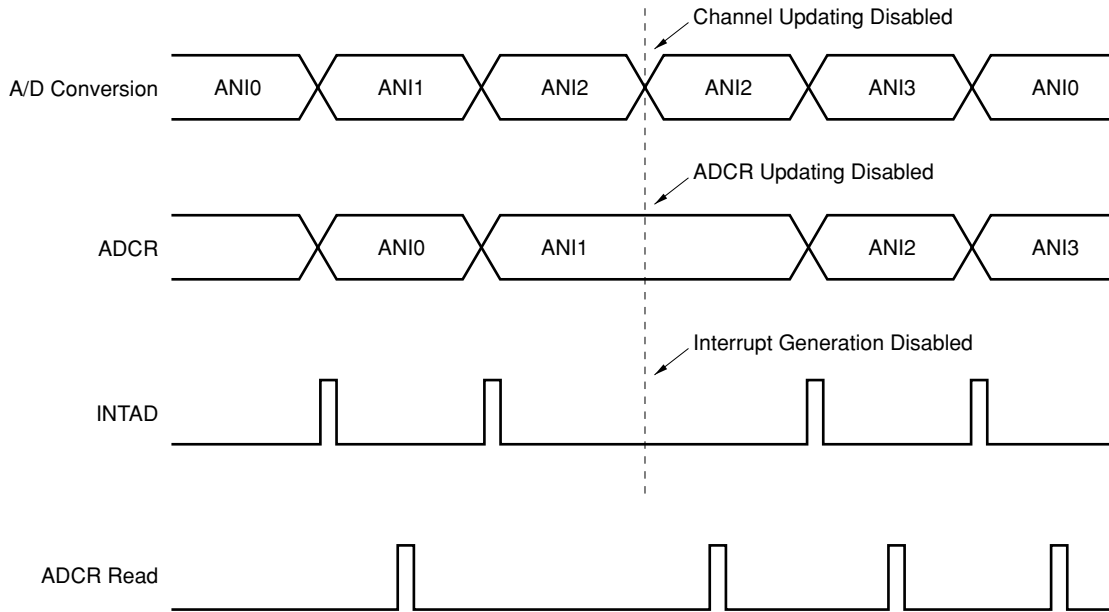 Channel Updating Disabled
A/D Conversion ANI0 ANI1 ANI2 ANI2 ANI3 ANI0
ADCR Updating Disabled
ADCR ANI0 ANI1 ANI2 ANI3
Interrupt Generation Disabled
INTAD
ADCR Read